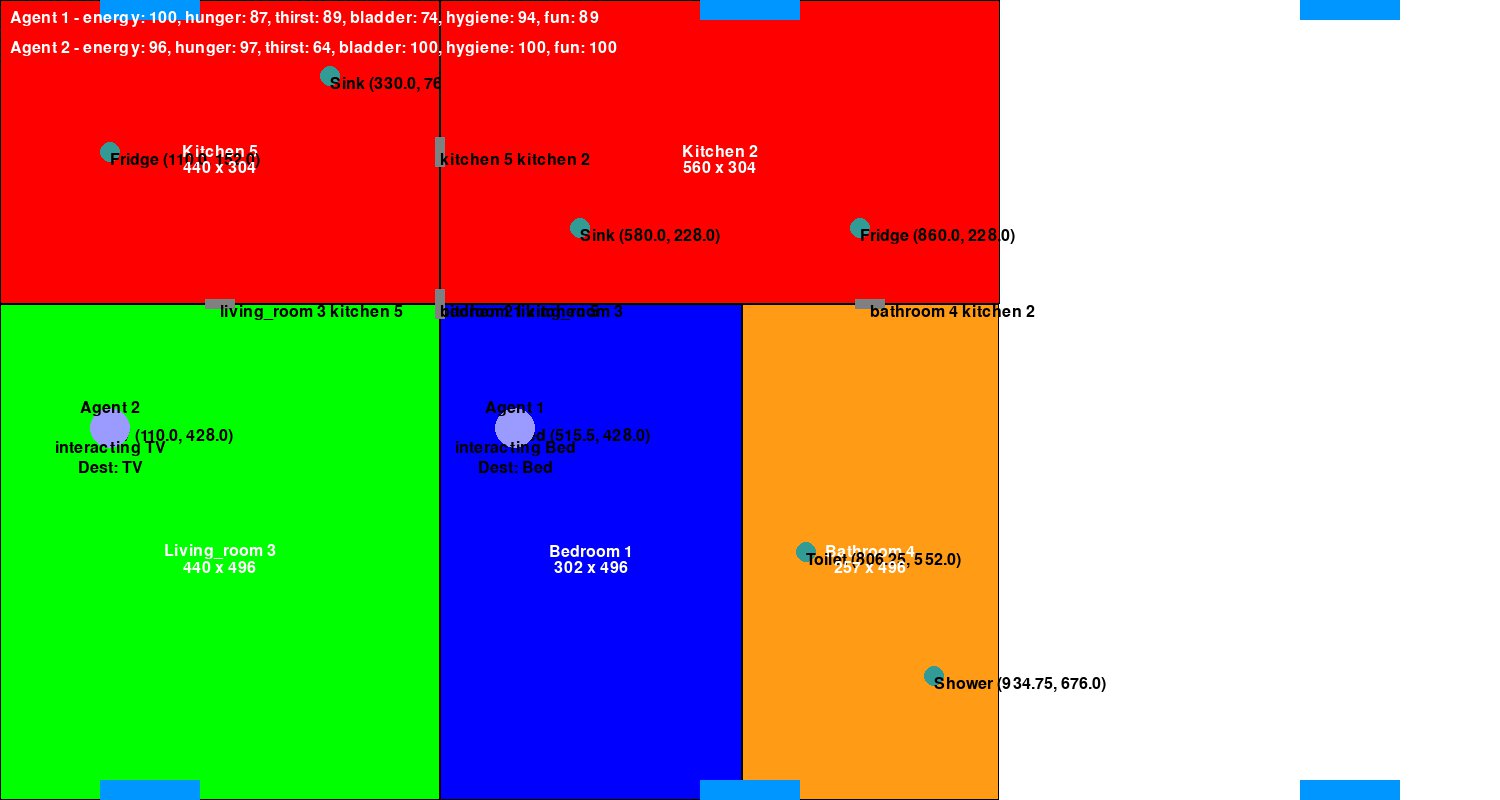 Agent 1 - energy: 100, hunger: 87, thirst: 89, bladder: 74, hygiene: 94, fun: 89
Agent 2 - energy: 96, hunger: 97, thirst: 64, bladder: 100, hygiene: 100, fun: 100
Sink (330.0, 76
Kitchen 5
440 x 304
Fridge (110.0, 152.0)
kitchen 5 kitchen 2
Kitchen 2
560 x 304
Sink (580.0, 228.0)
Fridge (860.0, 228.0)
living_room 3 kitchen 5
bathroom 4 kitchen 2
Agent 2
(110.0, 428.0)
interacting TV
Dest: TV
Agent 1
(515.5, 428.0)
interacting Bed
Dest: Bed
Living_room 3
440 x 496
Bedroom 1
302 x 496
Bathroom 4
257 x 496
Toilet (806.25, 552.0)
Shower (934.75, 676.0)